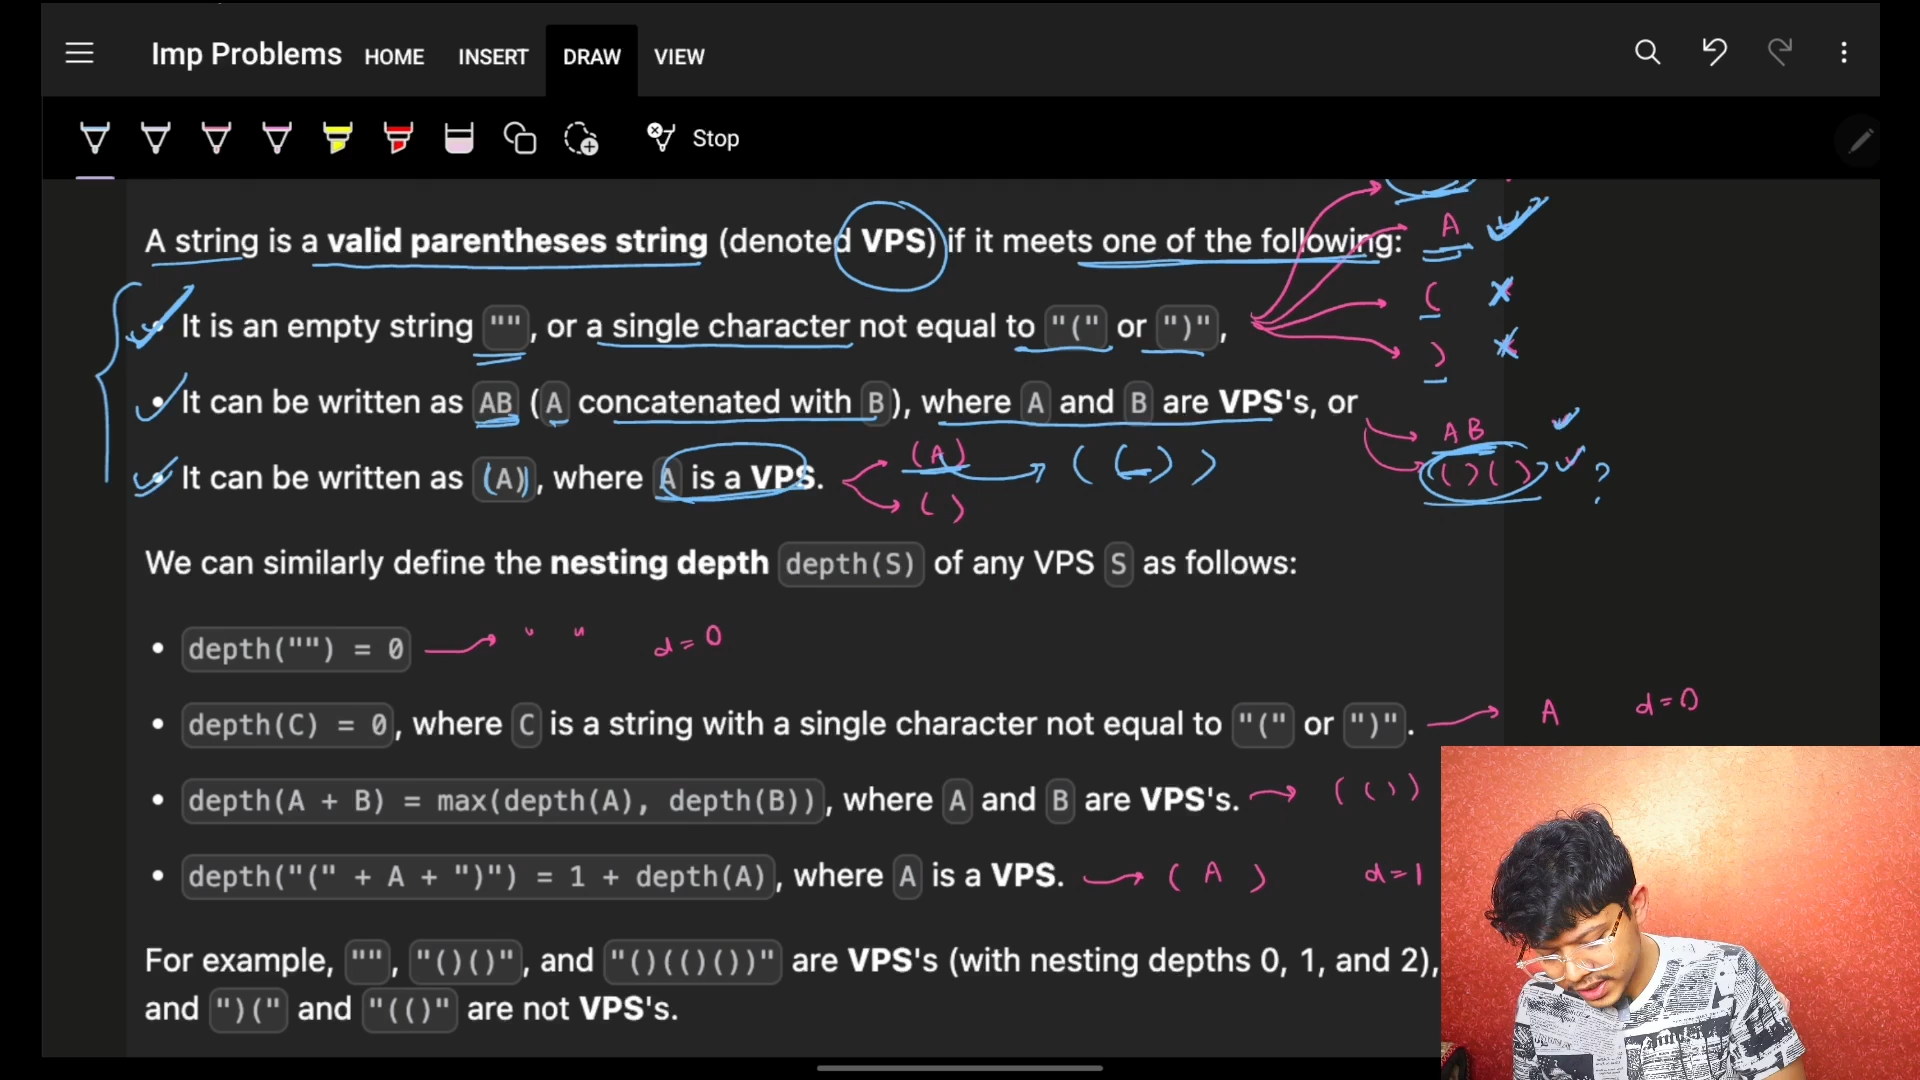 Imp Problems HOME INSERT DRAW VIEW
Stop
A string is a valid parentheses string (denoted VPS) if it meets one of the following: A
It is an empty string "", or a single character not equal to "(" or ")", (
)
It can be written as AB (A concatenated with B), where A and B are VPS's, or
AB
It can be written as (A), where A is a VPS. (A) (()) ()() ?
()
We can similarly define the nesting depth depth(S) of any VPS S as follows:
depth("") = 0 " " d=0
depth(C) = 0, where C is a string with a single character not equal to "(" or ")". A d=0
depth(A + B) = max(depth(A), depth(B)), where A and B are VPS's. (())
depth("(" + A + ")") = 1 + depth(A), where A is a VPS. (A) d=1
For example, "", "()()", and "()(()())" are VPS's (with nesting depths 0, 1, and 2),
and ")(" and "(()" are not VPS's.